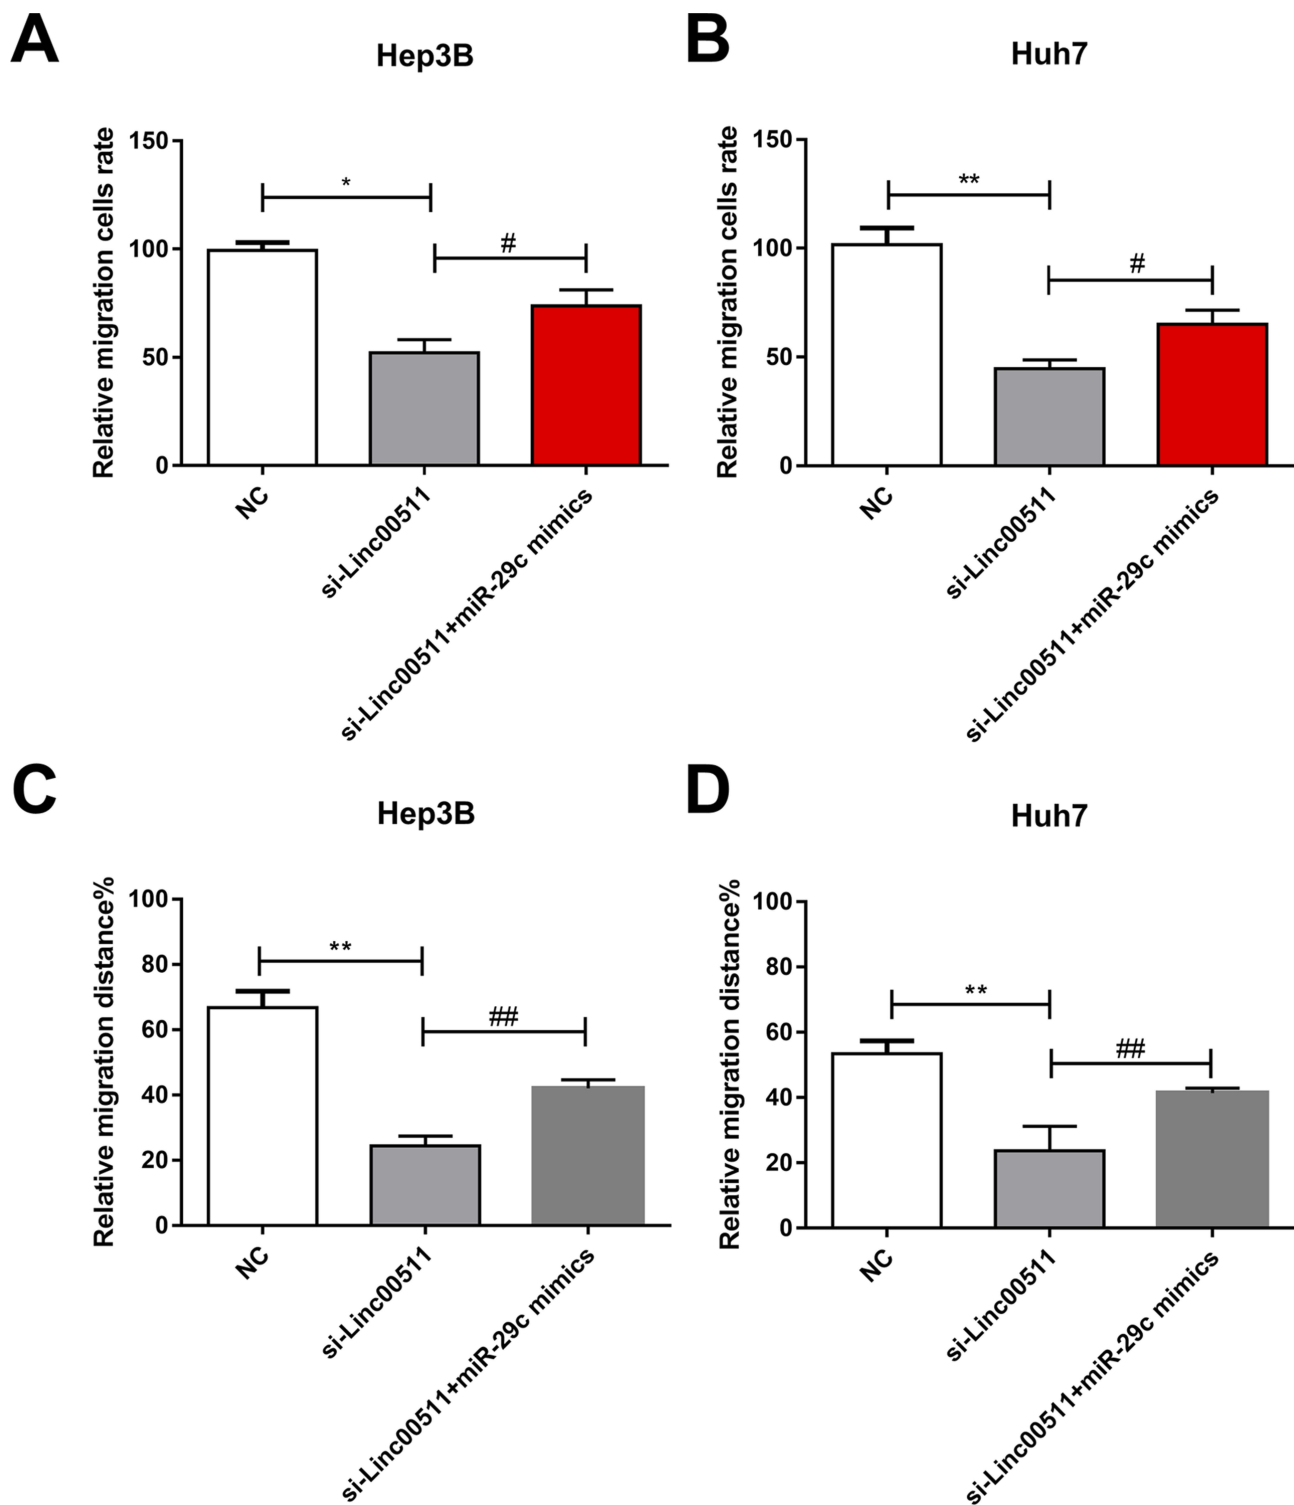 A
Hep3B
Relative migration cells rate
150
100
50
0
*
#
NC
si-Linc00511
si-Linc00511+miR-29c mimics
B
Huh7
Relative migration cells rate
150
100
50
0
**
#
NC
si-Linc00511
si-Linc00511+miR-29c mimics
C
Hep3B
Relative migration distance%
100
80
60
40
20
0
**
##
NC
si-Linc00511
si-Linc00511+miR-29c mimics
D
Huh7
Relative migration distance%
100
80
60
40
20
0
**
##
NC
si-Linc00511
si-Linc00511+miR-29c mimics